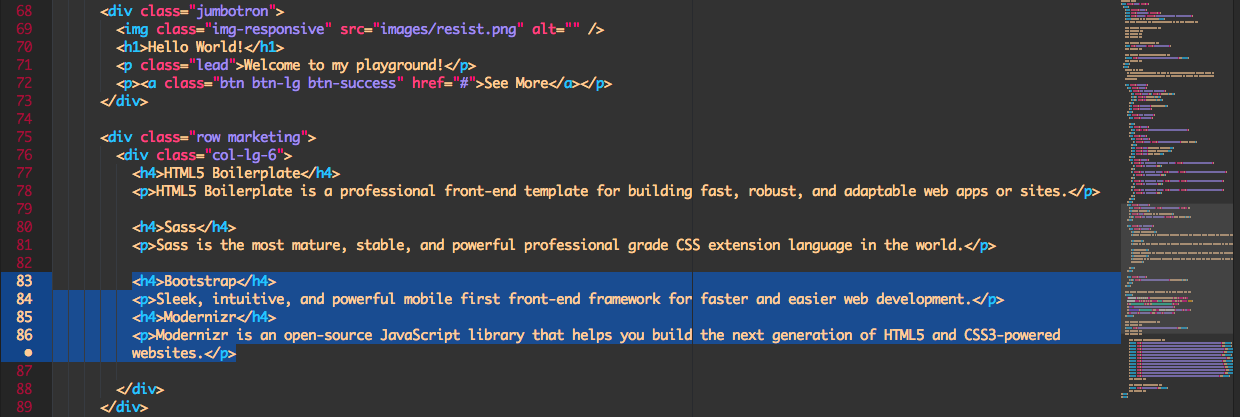 68 <div class="jumbotron">
69 <img class="img-responsive" src="images/resist.png" alt="" />
70 <h1>Hello World!</h1>
71 <p class="lead">Welcome to my playground!</p>
72 <p><a class="btn btn-lg btn-success" href="#">See More</a></p>
73 </div>
74
75 <div class="row marketing">
76 <div class="col-lg-6">
77 <h4>HTML5 Boilerplate</h4>
78 <p>HTML5 Boilerplate is a professional front-end template for building fast, robust, and adaptable web apps or sites.</p>
79
80 <h4>Sass</h4>
81 <p>Sass is the most mature, stable, and powerful professional grade CSS extension language in the world.</p>
82
83 <h4>Bootstrap</h4>
84 <p>Sleek, intuitive, and powerful mobile first front-end framework for faster and easier web development.</p>
85 <h4>Modernizr</h4>
86 <p>Modernizr is an open-source JavaScript library that helps you build the next generation of HTML5 and CSS3-powered
websites.</p>
87
88 </div>
89 </div>